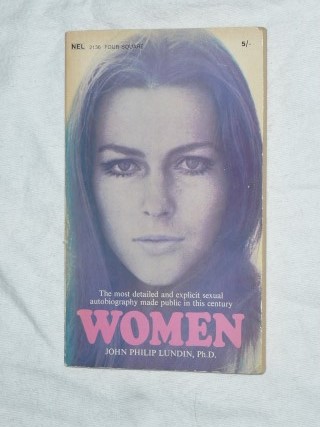 NEL 2136 FOUR SQUARE 5/-
The most detailed and explicit sexual
autobiography made public in this century
WOMEN
JOHN PHILIP LUNDIN, Ph.D.